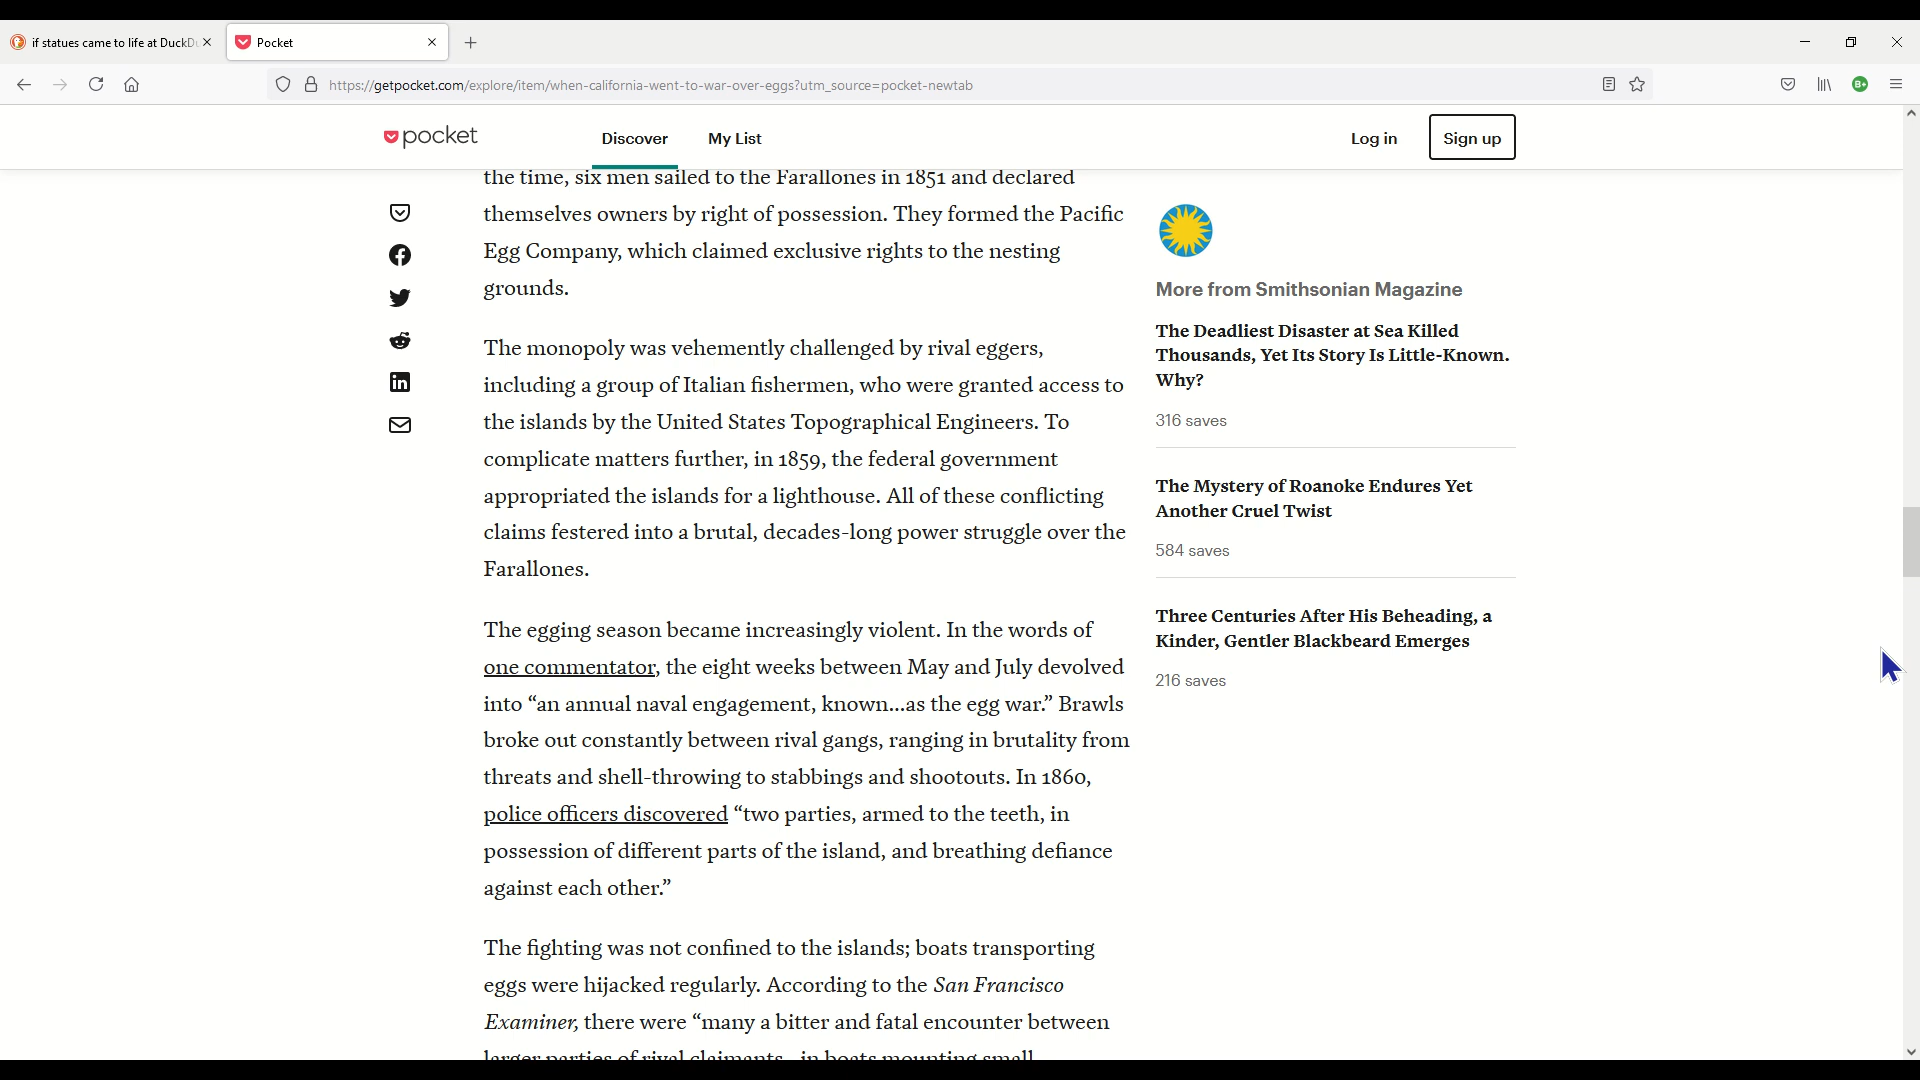 if statues came to life at DuckDu
Pocket
https://getpocket.com/explore/item/when-california-went-to-war-over-eggs?utm_source=pocket-newtab
pocket
Discover
My List
Log in
Sign up
the time, six men sailed to the Farallones in 1851 and declared
themselves owners by right of possession. They formed the Pacific
Egg Company, which claimed exclusive rights to the nesting
grounds.
The monopoly was vehemently challenged by rival eggers,
including a group of Italian fishermen, who were granted access to
the islands by the United States Topographical Engineers. To
complicate matters further, in 1859, the federal government
appropriated the islands for a lighthouse. All of these conflicting
claims festered into a brutal, decades-long power struggle over the
Farallones.
The egging season became increasingly violent. In the words of
one commentator, the eight weeks between May and July devolved
into “an annual naval engagement, known...as the egg war.” Brawls
broke out constantly between rival gangs, ranging in brutality from
threats and shell-throwing to stabbings and shootouts. In 1860,
police officers discovered “two parties, armed to the teeth, in
possession of different parts of the island, and breathing defiance
against each other.”
The fighting was not confined to the islands; boats transporting
eggs were hijacked regularly. According to the San Francisco
Examiner, there were “many a bitter and fatal encounter between
larger parties of rival claimants...in boats mounting small
More from Smithsonian Magazine
The Deadliest Disaster at Sea Killed
Thousands, Yet Its Story Is Little-Known.
Why?
316 saves
The Mystery of Roanoke Endures Yet
Another Cruel Twist
584 saves
Three Centuries After His Beheading, a
Kinder, Gentler Blackbeard Emerges
216 saves